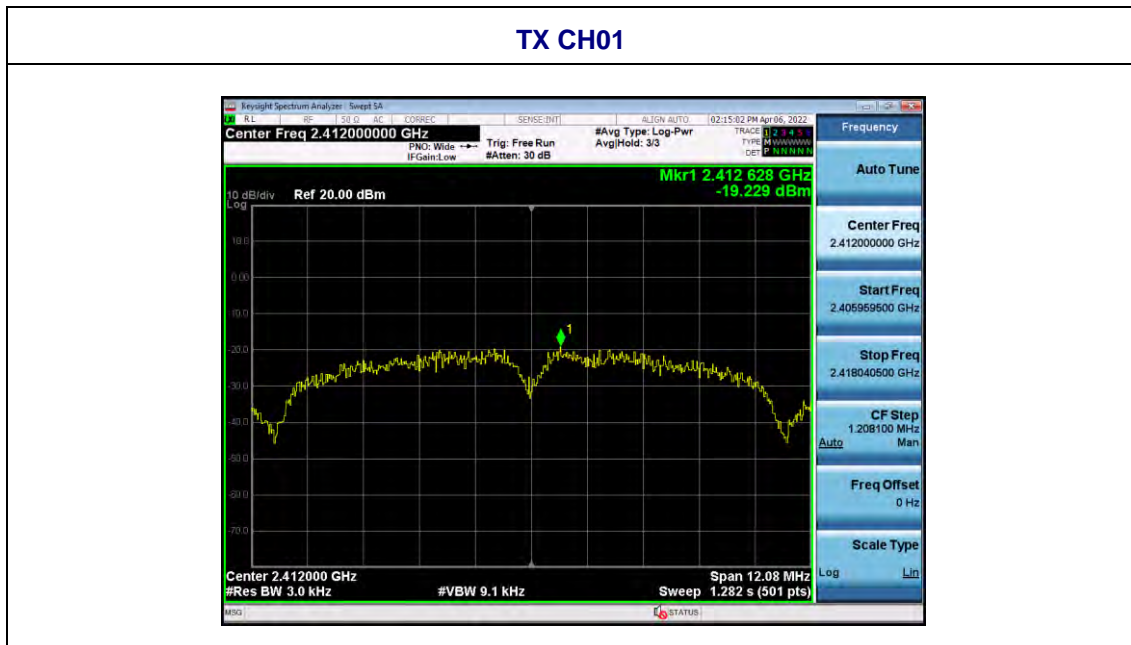 TX CH01
Keysight Spectrum Analyzer - Swept SA
RL RF 50 Ω AC CORREC SENSE:INT ALIGN AUTO 02:15:02 PM Apr 06, 2022
Center Freq 2.412000000 GHz
PNO: Wide
IFGain:Low
Trig: Free Run
#Atten: 30 dB
#Avg Type: Log-Pwr
Avg|Hold: 3/3
TRACE 1 2 3 4 5 6
TYPE M WWWWW
DET P N N N N N
Mkr1 2.412 628 GHz
-19.229 dBm
10 dB/div Ref 20.00 dBm
Log
10.0
0.00
-10.0
1
-20.0
-30.0
-40.0
-50.0
-60.0
-70.0
Center 2.412000 GHz
Span 12.08 MHz
#Res BW 3.0 kHz #VBW 9.1 kHz Sweep 1.282 s (501 pts)
MSG STATUS
Frequency
Auto Tune
Center Freq
2.412000000 GHz
Start Freq
2.405959500 GHz
Stop Freq
2.418040500 GHz
CF Step
1.208100 MHz
Auto Man
Freq Offset
0 Hz
Scale Type
Log Lin